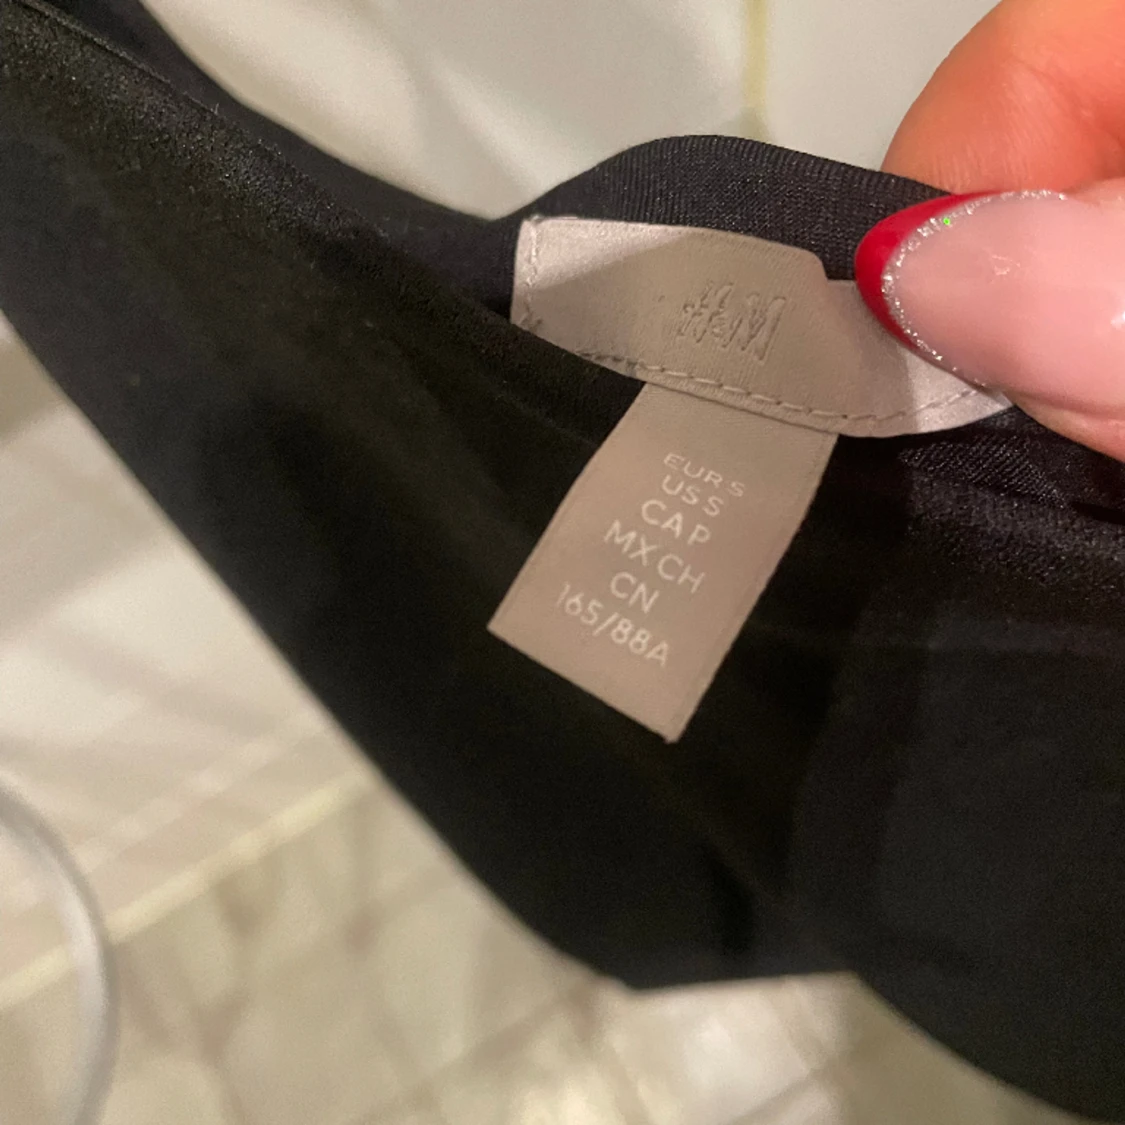 H&M
EUR S
US S
CA P
MX CH
CN
165/88A